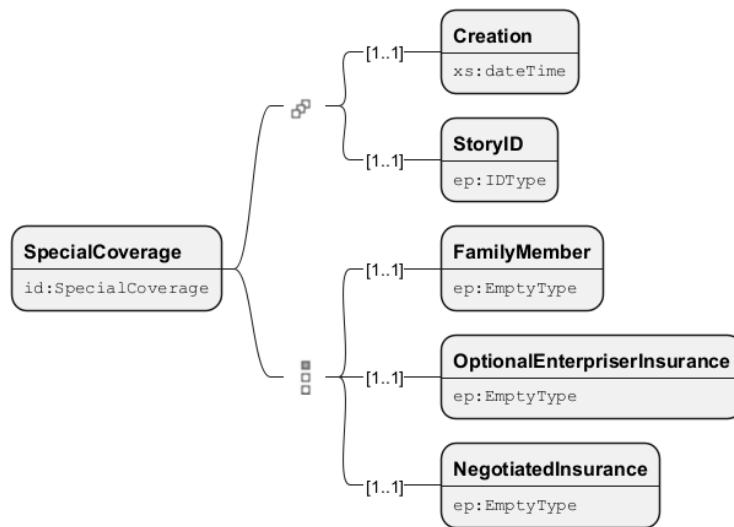 [1..1]
Creation
xs:dateTime
[1..1]
StoryID
ep:IDType
SpecialCoverage
id:SpecialCoverage
[1..1]
FamilyMember
ep:EmptyType
[1..1]
OptionalEnterpriserInsurance
ep:EmptyType
[1..1]
NegotiatedInsurance
ep:EmptyType